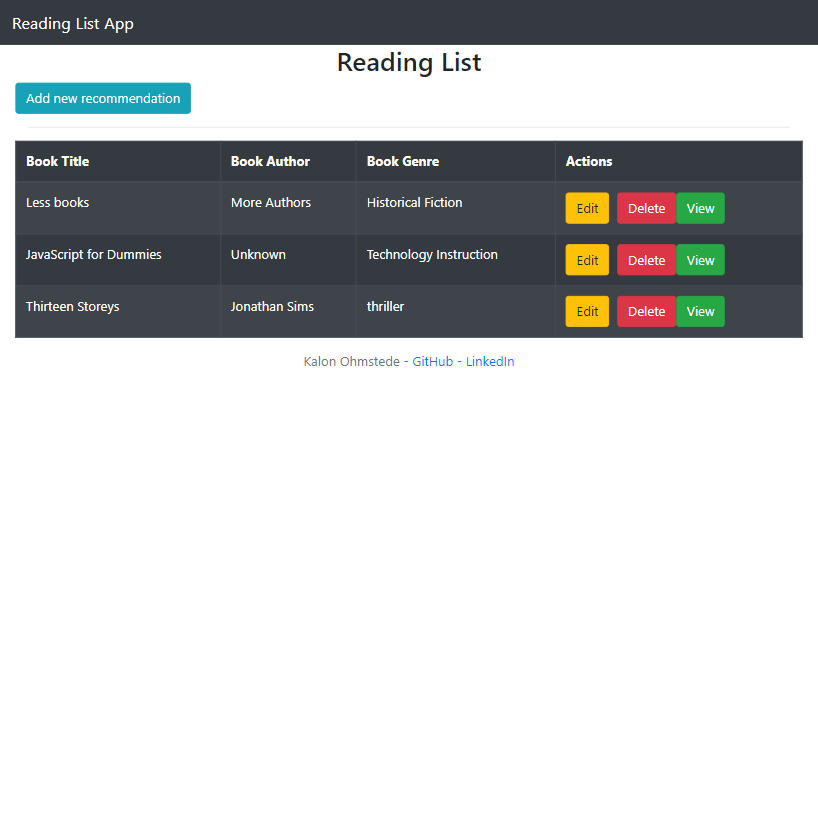 Reading List App
Reading List
Add new recommendation
Book Title Book Author Book Genre Actions
Less books More Authors Historical Fiction Edit Delete View
JavaScript for Dummies Unknown Technology Instruction Edit Delete View
Thirteen Storeys Jonathan Sims thriller Edit Delete View
Kalon Ohmstede - GitHub - LinkedIn